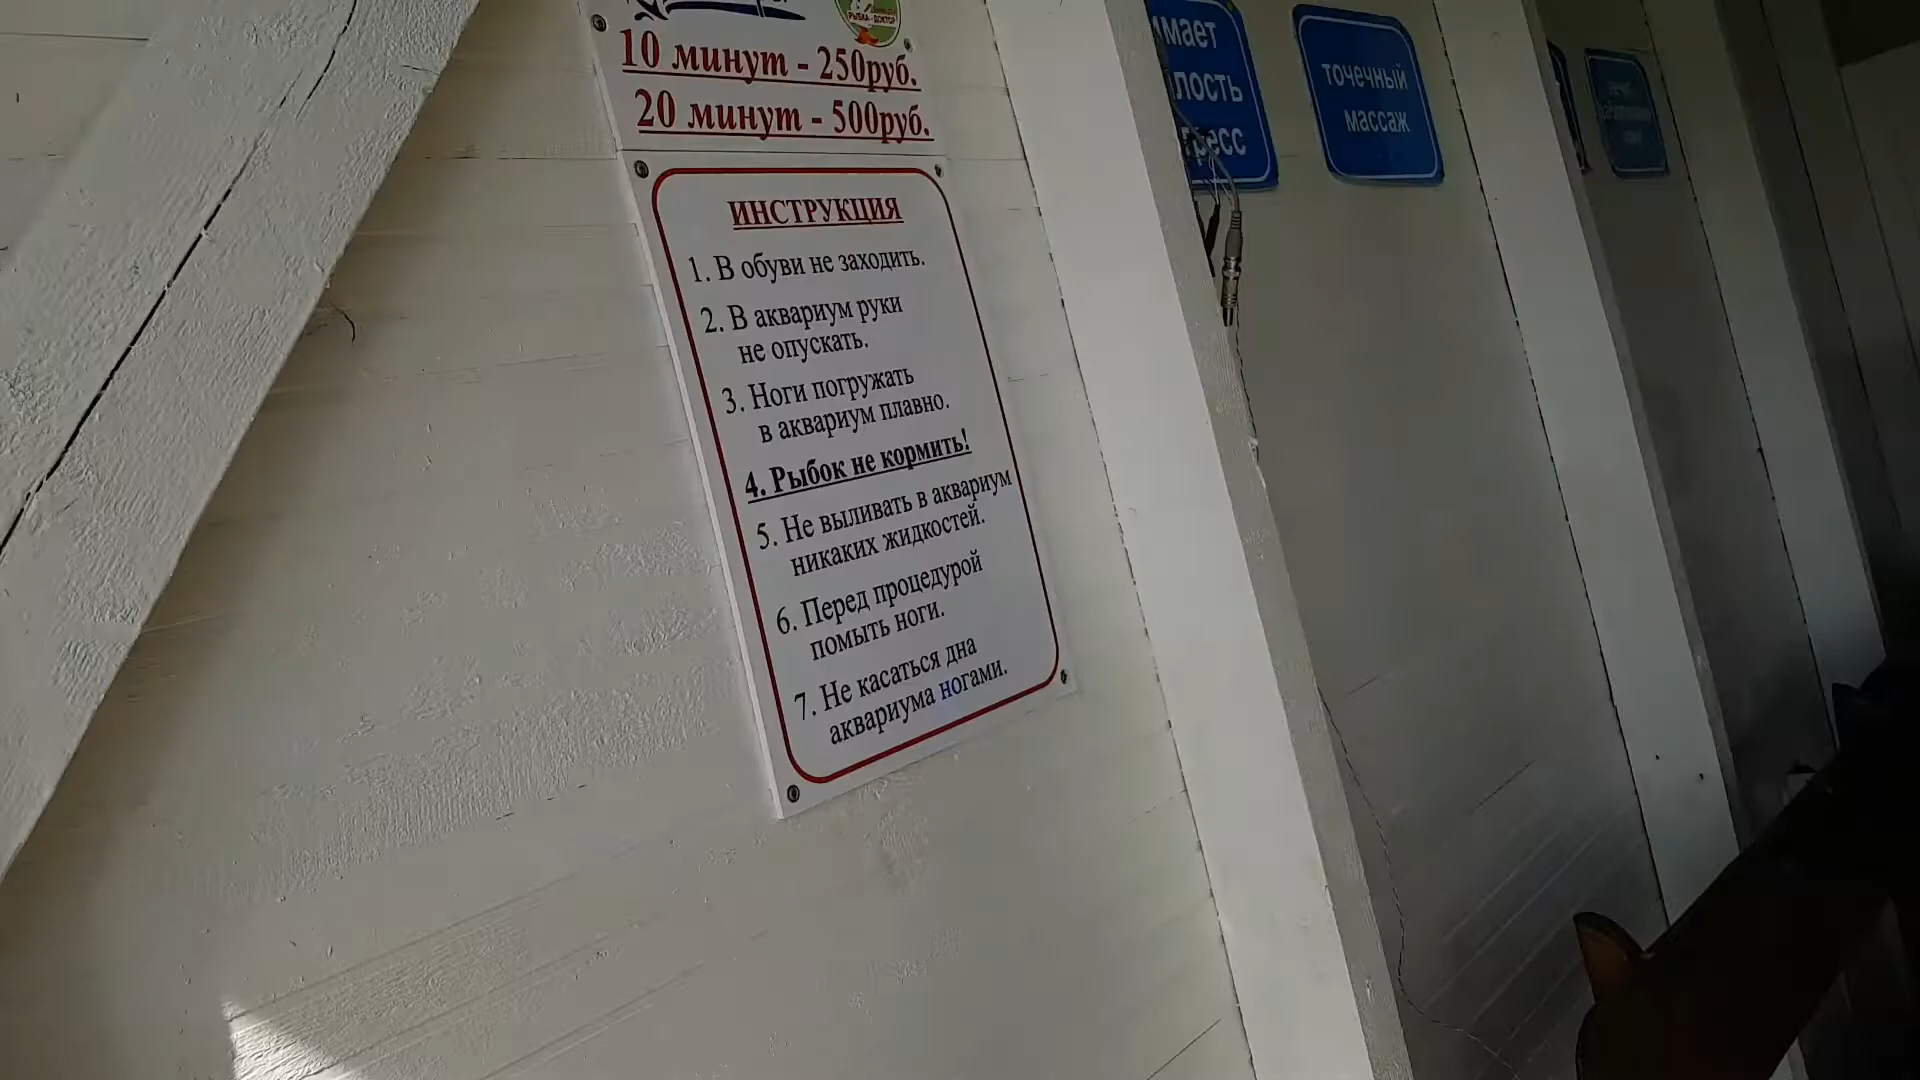 РЫБКА - ДОКТОР
10 минут - 250руб.
20 минут - 500руб.
ИНСТРУКЦИЯ
1. В обуви не заходить.
2. В аквариум руки
не опускать.
3. Ноги погружать
в аквариум плавно.
4. Рыбок не кормить!
5. Не выливать в аквариум
никаких жидкостей.
6. Перед процедурой
помыть ноги.
7. Не касаться дна
аквариума ногами.
точечный
массаж